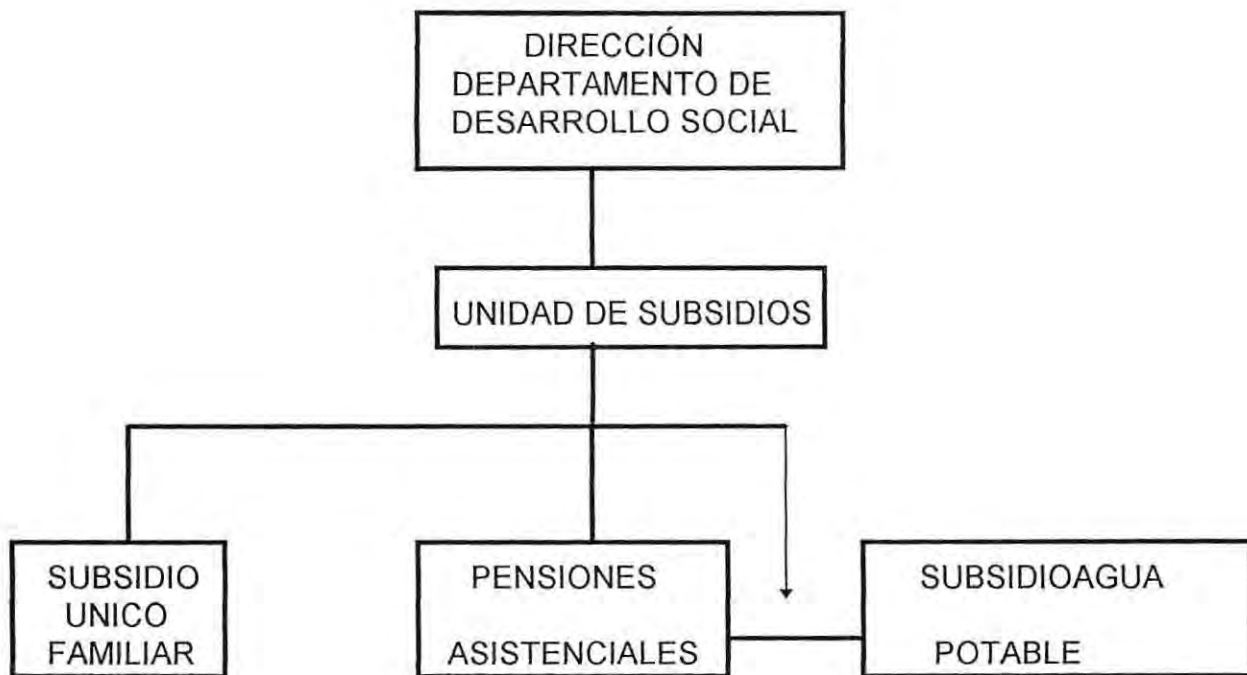 DIRECCIÓN
DEPARTAMENTO DE
DESARROLLO SOCIAL
UNIDAD DE SUBSIDIOS
SUBSIDIO
UNICO
FAMILIAR
PENSIONES
ASISTENCIALES
SUBSIDIOAGUA
POTABLE